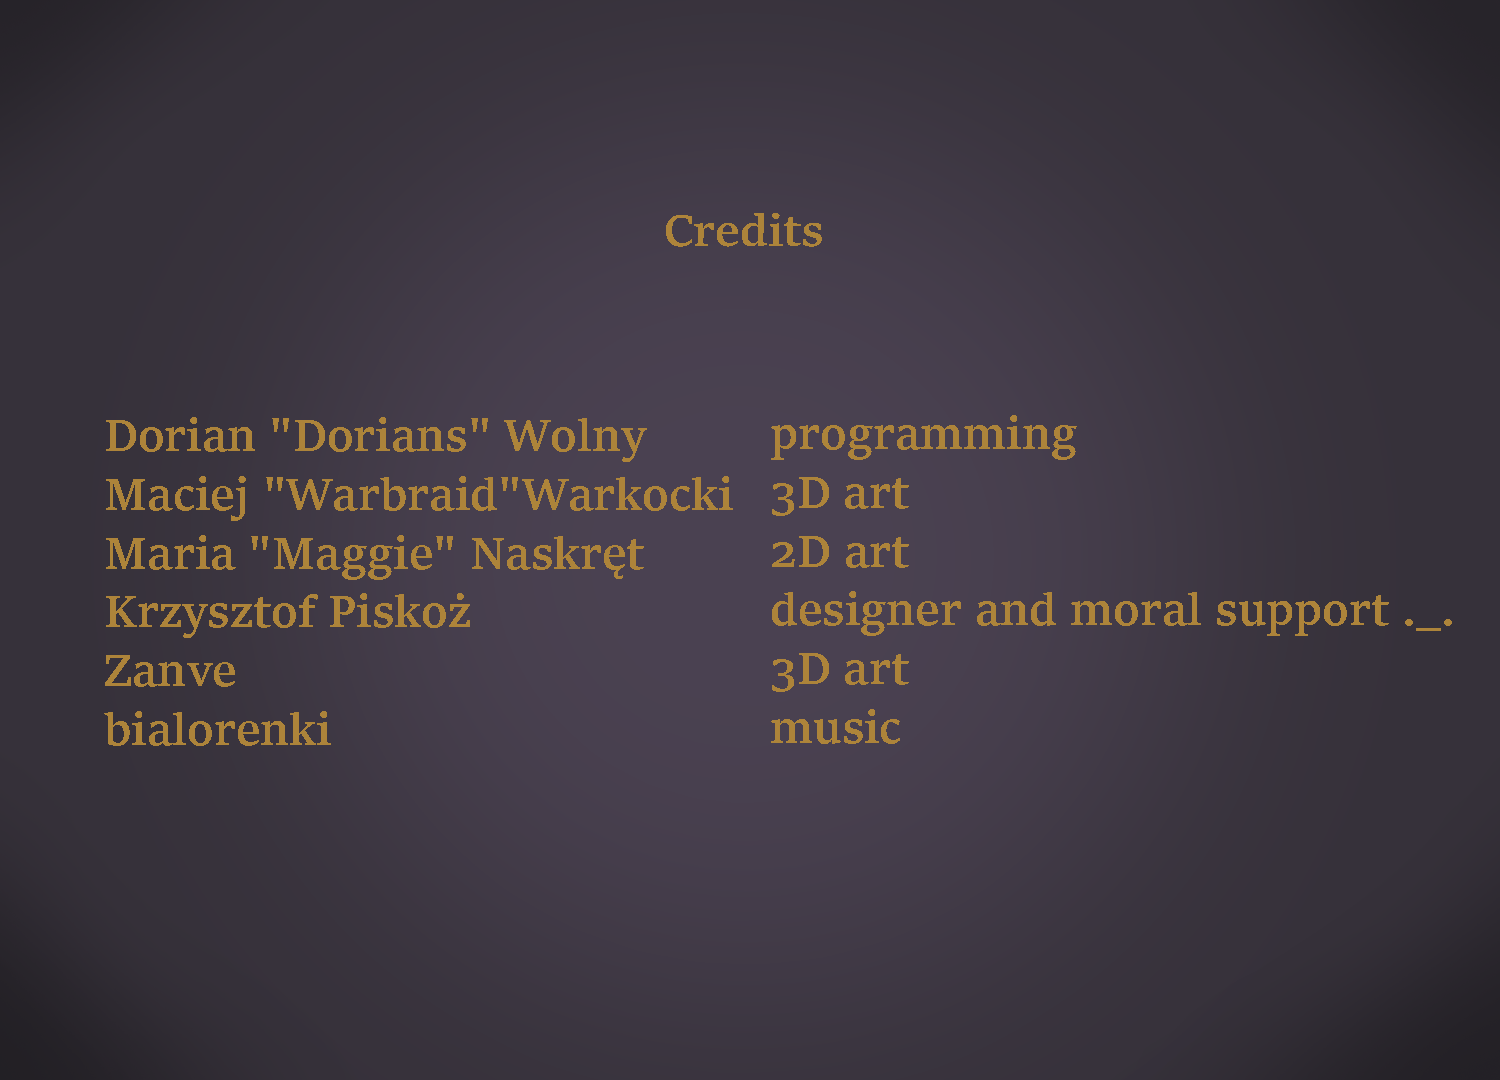 Credits
Dorian "Dorians" Wolny programming
Maciej "Warbraid"Warkocki 3D art
Maria "Maggie" Naskręt 2D art
Krzysztof Piskoż designer and moral support ._.
Zanve 3D art
bialorenki music